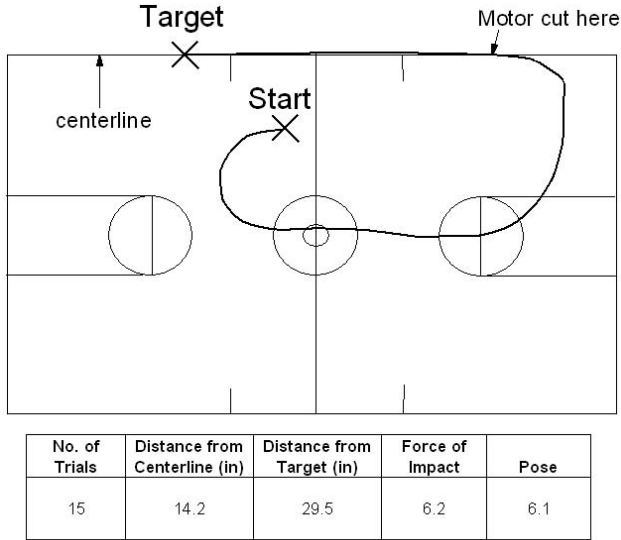 Target
Motor cut here
Start
centerline
No. of Trials
Distance from Centerline (in)
Distance from Target (in)
Force of Impact
Pose
15
14.2
29.5
6.2
6.1